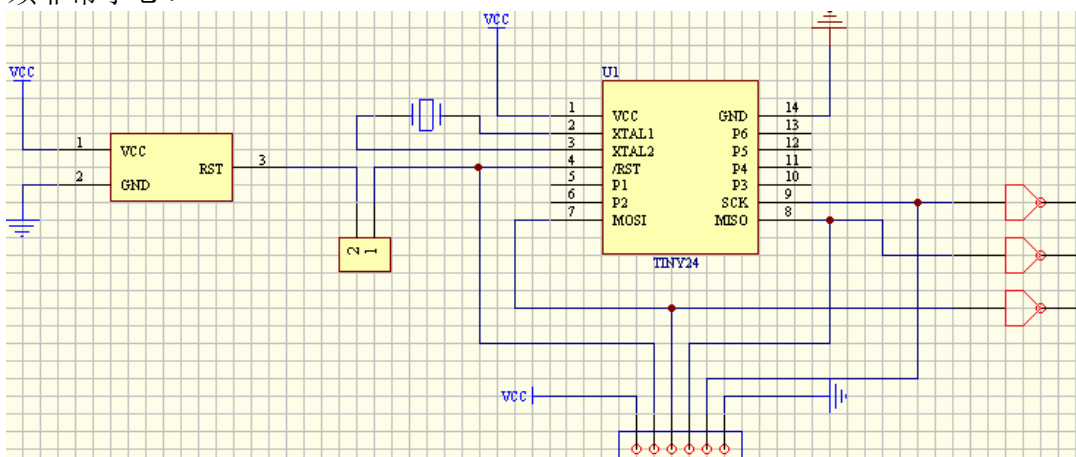 VCC
VCC
U1
1 VCC GND 14
2 XTAL1 P6 13
3 XTAL2 P5 12
4 /RST P4 11
5 P1 P3 10
6 P2 SCK 9
7 MOSI MISO 8
TINY24
1 VCC
RST 3
2 GND
2 1
VCC